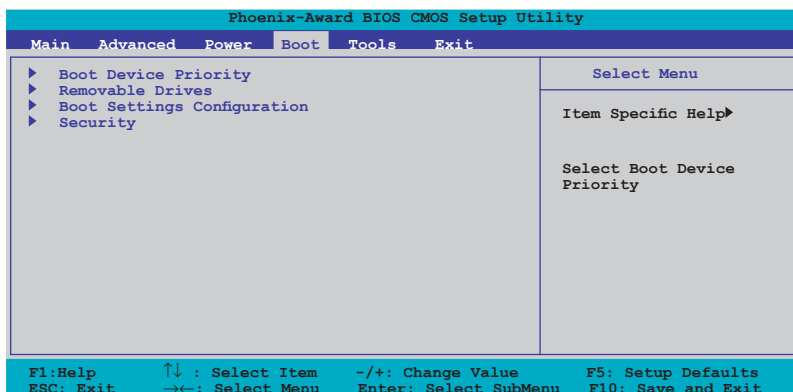 Phoenix-Award BIOS CMOS Setup Utility
Main Advanced Power Boot Tools Exit
Boot Device Priority
Removable Drives
Boot Settings Configuration
Security
Select Menu
Item Specific Help
Select Boot Device
Priority
F1:Help ↑↓ : Select Item -/+: Change Value F5: Setup Defaults
ESC: Exit →←: Select Menu Enter: Select SubMenu F10: Save and Exit